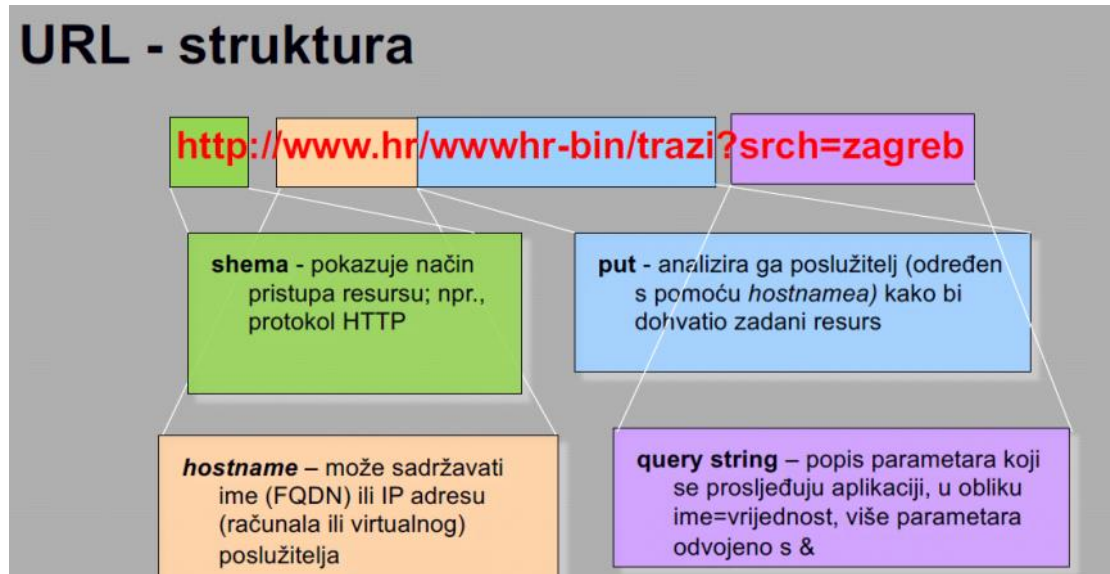 URL - struktura
http://www.hr/wwwhr-bin/trazi?srch=zagreb
shema - pokazuje način
pristupa resursu; npr.,
protokol HTTP
put - analizira ga poslužitelj (određen
s pomoću hostnamea) kako bi
dohvatio zadani resurs
hostname – može sadržavati
ime (FQDN) ili IP adresu
(računala ili virtualnog)
poslužitelja
query string – popis parametara koji
se prosljeđuju aplikaciji, u obliku
ime=vrijednost, više parametara
odvojeno s &